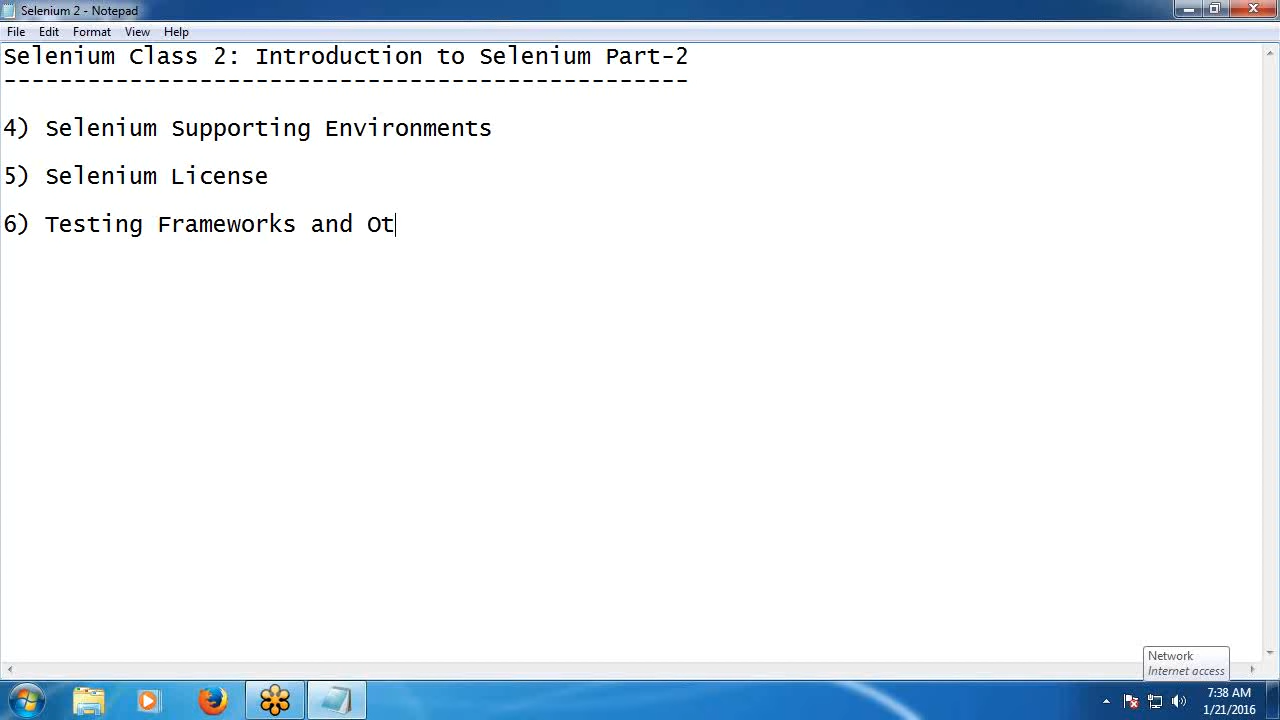 Selenium 2 - Notepad
File Edit Format View Help
Selenium Class 2: Introduction to Selenium Part-2
-------------------------------------------------
4) Selenium Supporting Environments
5) Selenium License
6) Testing Frameworks and Ot
Network
Internet access
7:38 AM
1/21/2016